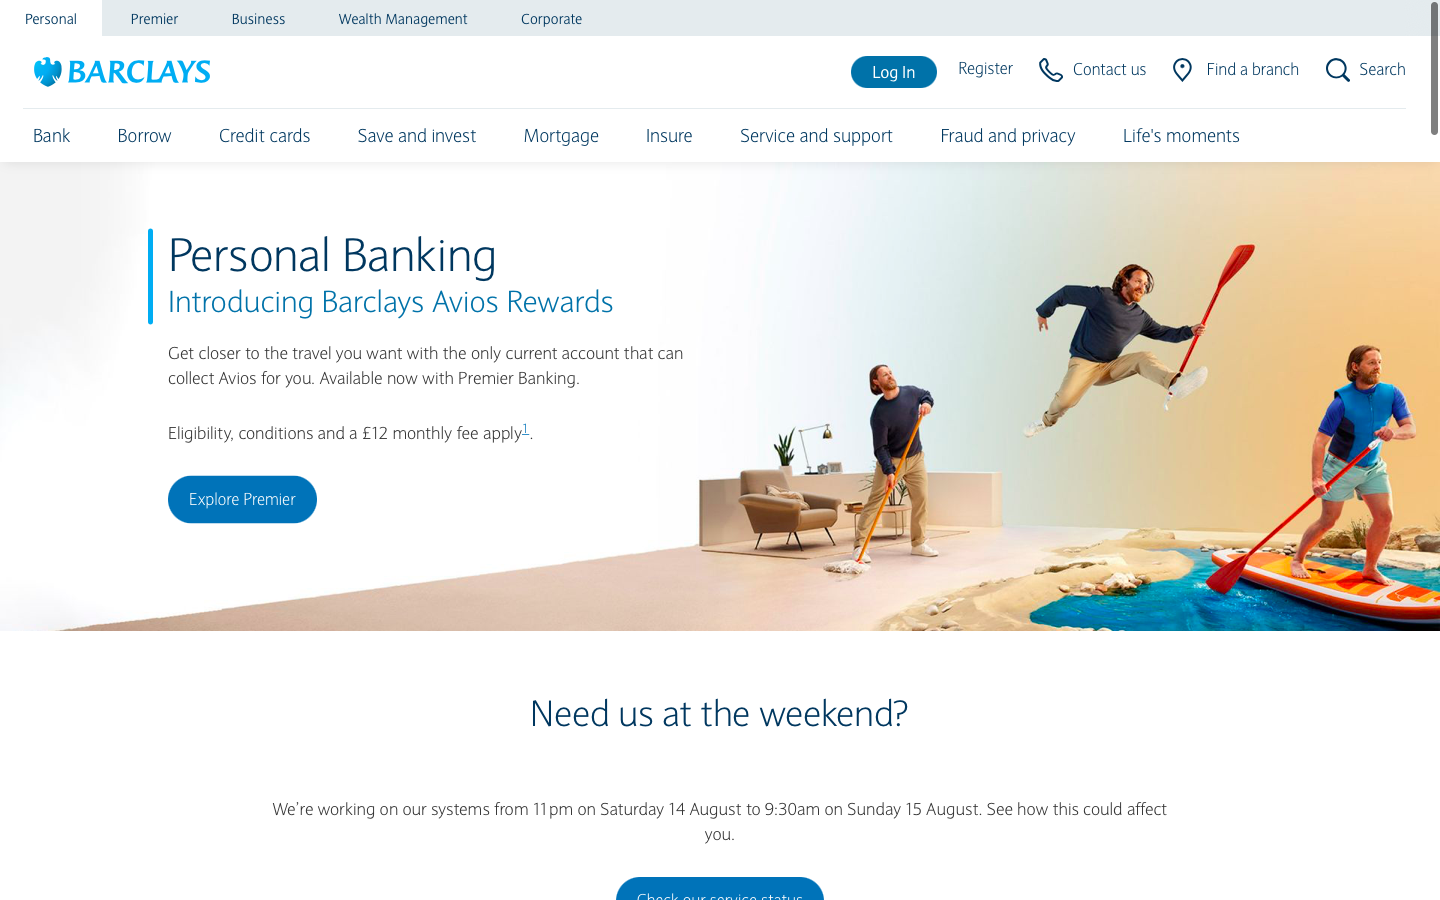 Personal
Premier
Business
Wealth Management
Corporate
BARCLAYS
Log In
Register
Contact us
Find a branch
Search
Bank
Borrow
Credit cards
Save and invest
Mortgage
Insure
Service and support
Fraud and privacy
Life's moments
Personal Banking
Introducing Barclays Avios Rewards
Get closer to the travel you want with the only current account that can
collect Avios for you. Available now with Premier Banking.
Eligibility, conditions and a £12 monthly fee apply1.
Explore Premier
Need us at the weekend?
We're working on our systems from 11pm on Saturday 14 August to 9:30am on Sunday 15 August. See how this could affect
you.
Check our service status